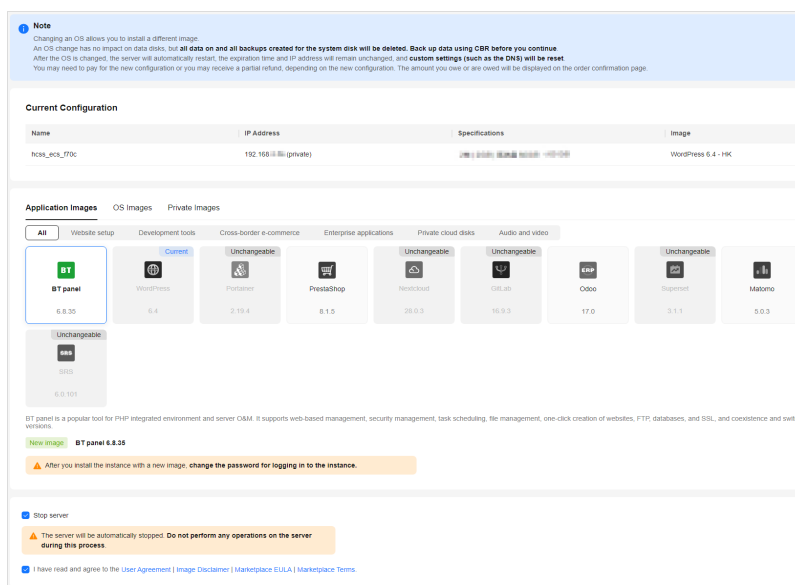 Note
Changing an OS allows you to install a different image.
An OS change has no impact on data disks, but all data on and all backups created for the system disk will be deleted. Back up data using CBR before you continue.
After the OS is changed, the server will automatically restart, the expiration time and IP address will remain unchanged, and custom settings (such as the DNS) will be reset.
You may need to pay for the new configuration or you may receive a partial refund, depending on the new configuration. The amount you owe or are owed will be displayed on the order confirmation page.
Current Configuration
Name IP Address Specifications Image
hcss_ecs_f70c 192.168 (private) WordPress 6.4 - HK
Application Images OS Images Private Images
All Website setup Development tools Cross-border e-commerce Enterprise applications Private cloud disks Audio and video
Current Unchangeable Unchangeable Unchangeable Unchangeable
BT ERP
BT panel WordPress Portainer PrestaShop Nextcloud GitLab Odoo Superset Matomo
6.8.35 6.4 2.19.4 8.1.5 28.0.3 16.9.3 17.0 3.1.1 5.0.3
Unchangeable
SRS
SRS
6.0.101
BT panel is a popular tool for PHP integrated environment and server O&M. It supports web-based management, security management, task scheduling, file management, one-click creation of websites, FTP, databases, and SSL, and coexistence and swit
versions.
New image BT panel 6.8.35
After you install the instance with a new image, change the password for logging in to the instance.
Stop server
The server will be automatically stopped. Do not perform any operations on the server
during this process.
I have read and agree to the User Agreement | Image Disclaimer | Marketplace EULA | Marketplace Terms.